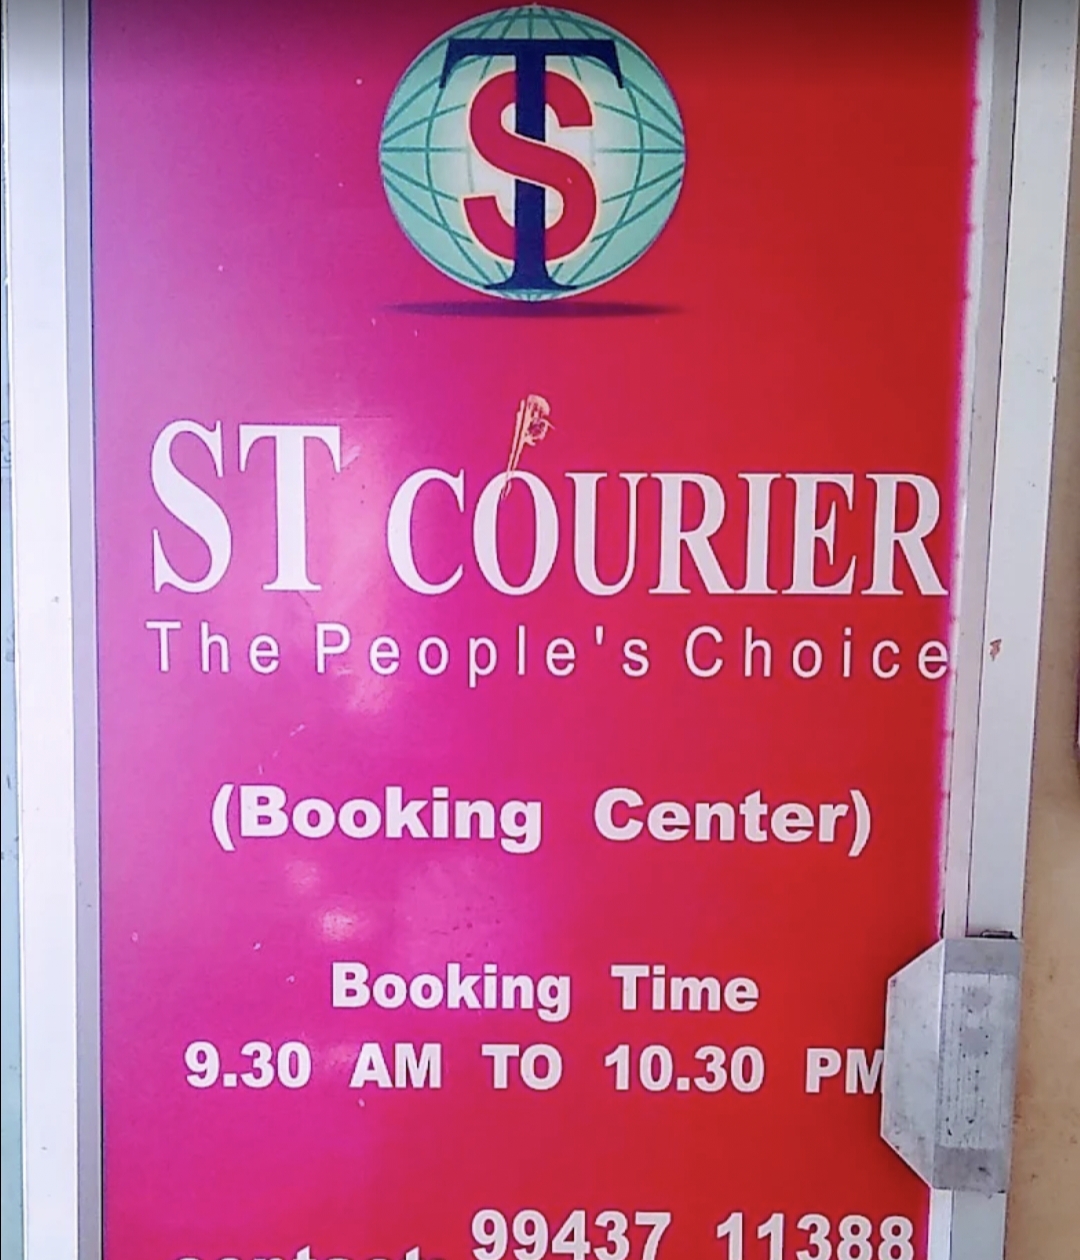 ST
ST COURIER
The People's Choice
(Booking Center)
Booking Time
9.30 AM TO 10.30 PM
contact: 99437 11388